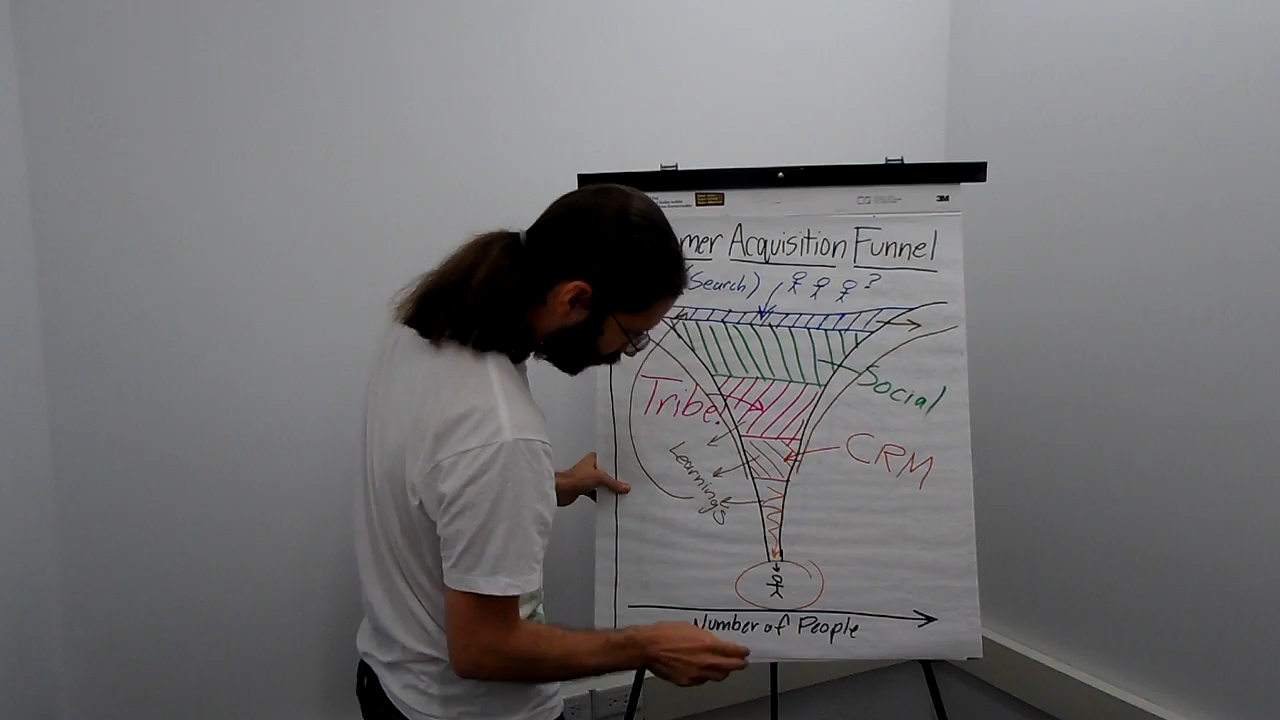 3M
mer Acquisition Funnel
(Search) ?
Social
Tribe
CRM
Learnings
Number of People